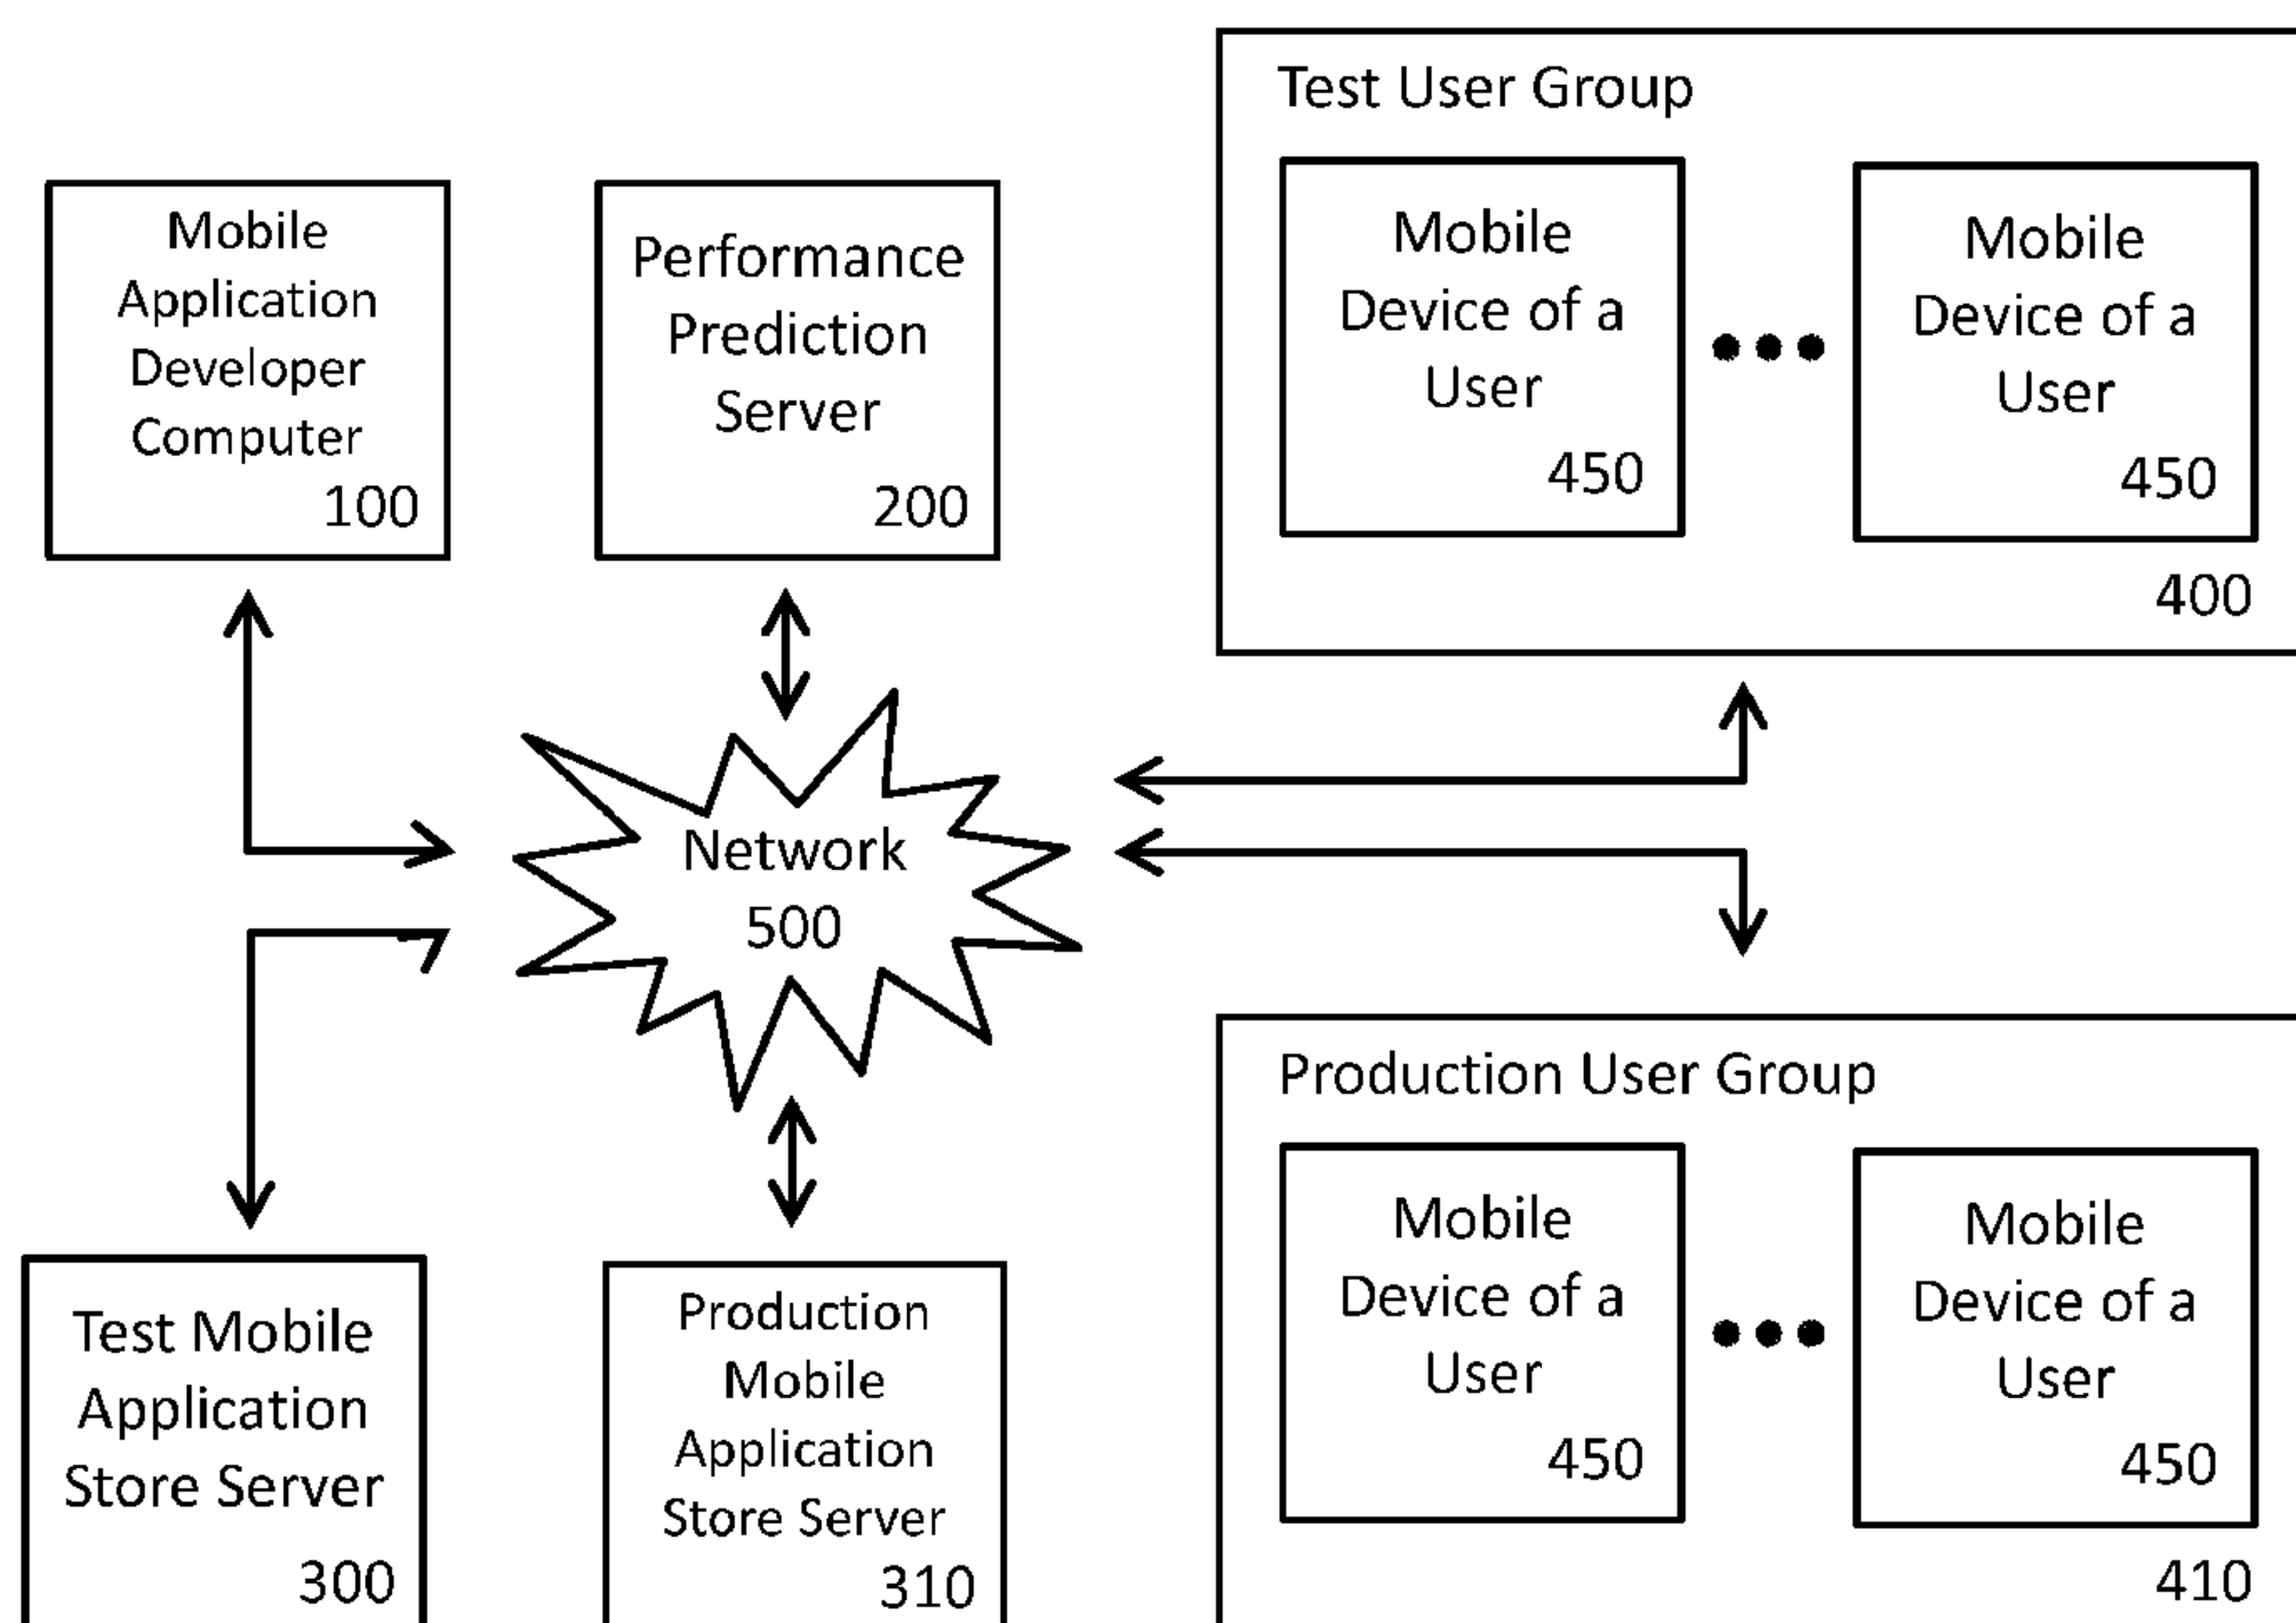 Mobile
Application
Developer
Computer
100
Performance
Prediction
Server
200
Test User Group
Mobile
Device of a
User
450
Mobile
Device of a
User
450
400
Network
500
Test Mobile
Application
Store Server
300
Production
Mobile
Application
Store Server
310
Production User Group
Mobile
Device of a
User
450
Mobile
Device of a
User
450
410